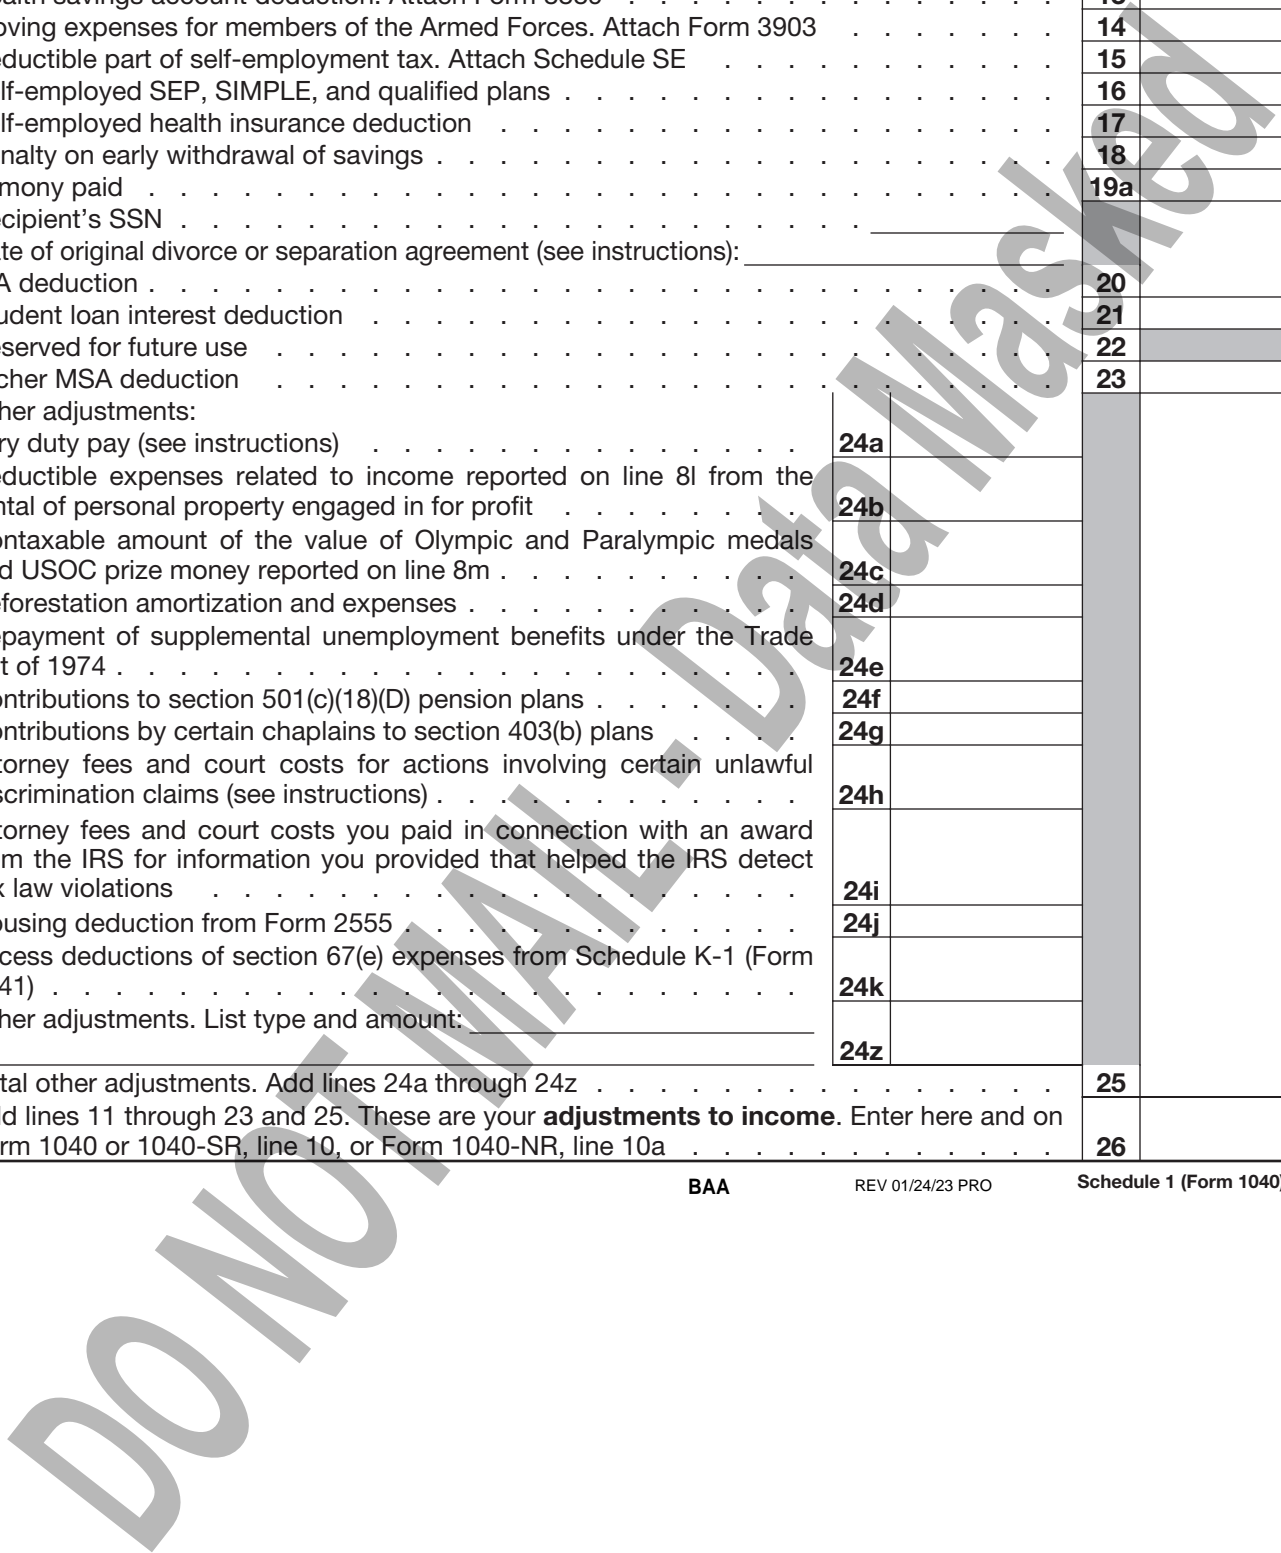 oving expenses for members of the Armed Forces. Attach Form 3903 . . . . . . . 14
eductible part of self-employment tax. Attach Schedule SE . . . . . . . . . . . 15
lf-employed SEP, SIMPLE, and qualified plans . . . . . . . . . . . . . . . . 16
lf-employed health insurance deduction . . . . . . . . . . . . . . . . . . 17
nalty on early withdrawal of savings . . . . . . . . . . . . . . . . . . . . 18
imony paid . . . . . . . . . . . . . . . . . . . . . . . . . . . . . 19a
ecipient's SSN . . . . . . . . . . . . . . . . . . . . . .
ate of original divorce or separation agreement (see instructions):
A deduction . . . . . . . . . . . . . . . . . . . . . . . . . . . . . 20
udent loan interest deduction . . . . . . . . . . . . . . . . . . . . . . 21
eserved for future use . . . . . . . . . . . . . . . . . . . . . . . . . 22
rcher MSA deduction . . . . . . . . . . . . . . . . . . . . . . . . . 23
her adjustments:
ry duty pay (see instructions) . . . . . . . . . . . . . . 24a
eductible expenses related to income reported on line 8l from the
ntal of personal property engaged in for profit . . . . . . . . 24b
ontaxable amount of the value of Olympic and Paralympic medals
d USOC prize money reported on line 8m . . . . . . . . . . 24c
eforestation amortization and expenses . . . . . . . . . . . 24d
epayment of supplemental unemployment benefits under the Trade
t of 1974 . . . . . . . . . . . . . . . . . . . . . . 24e
ontributions to section 501(c)(18)(D) pension plans . . . . . . . 24f
ontributions by certain chaplains to section 403(b) plans . . . . 24g
torney fees and court costs for actions involving certain unlawful
scrimination claims (see instructions) . . . . . . . . . . . . 24h
torney fees and court costs you paid in connection with an award
m the IRS for information you provided that helped the IRS detect
x law violations . . . . . . . . . . . . . . . . . . . 24i
ousing deduction from Form 2555 . . . . . . . . . . . . . 24j
cess deductions of section 67(e) expenses from Schedule K-1 (Form
41) . . . . . . . . . . . . . . . . . . . . . . . . 24k
her adjustments. List type and amount:
24z
tal other adjustments. Add lines 24a through 24z . . . . . . . . . . . . . . . 25
d lines 11 through 23 and 25. These are your adjustments to income. Enter here and on
rm 1040 or 1040-SR, line 10, or Form 1040-NR, line 10a . . . . . . . . . . . . 26
BAA REV 01/24/23 PRO Schedule 1 (Form 1040)
DO NOT MAIL - Data Masked